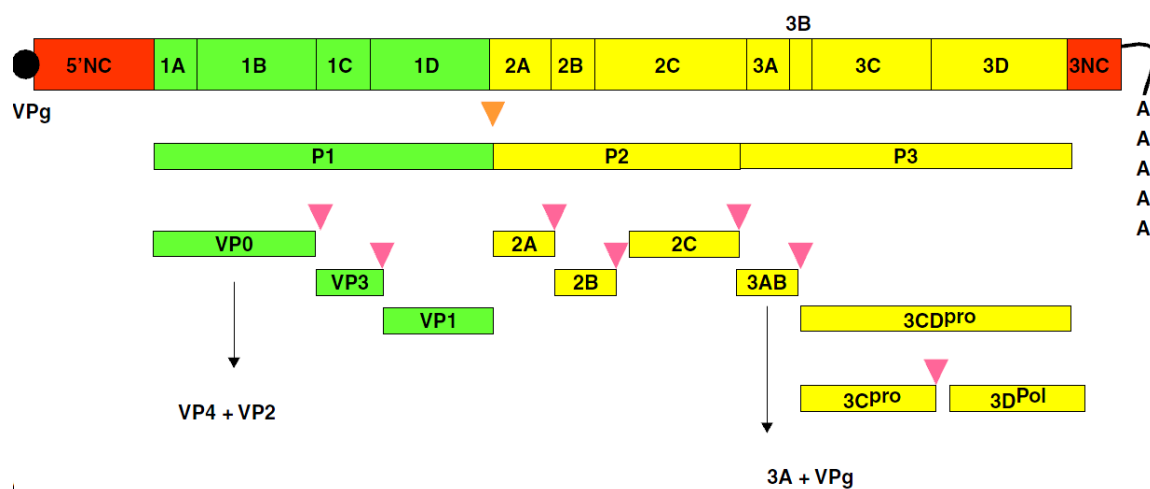 3B
5'NC 1A 1B 1C 1D 2A 2B 2C 3A 3C 3D 3NC
VPg
A
A
A
A
A
P1 P2 P3
VP0 2A 2C
VP3 2B 3AB
VP1 3CDpro
3Cpro 3DPol
VP4 + VP2
3A + VPg